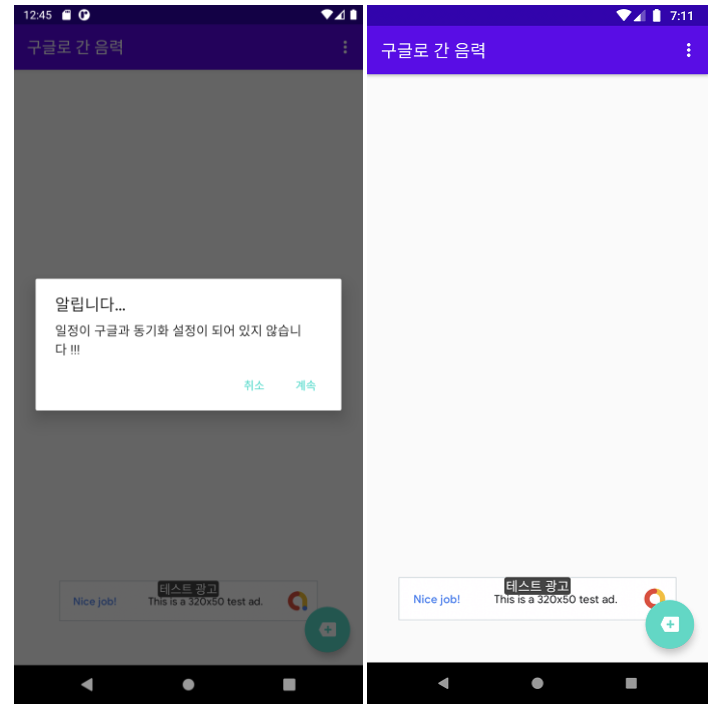 12:45
구글로 간 음력
알립니다...
일정이 구글과 동기화 설정이 되어 있지 않습니
다 !!!
취소
계속
테스트 광고
Nice job!
This is a 320x50 test ad.
7:11
구글로 간 음력
테스트 광고
Nice job!
This is a 320x50 test ad.